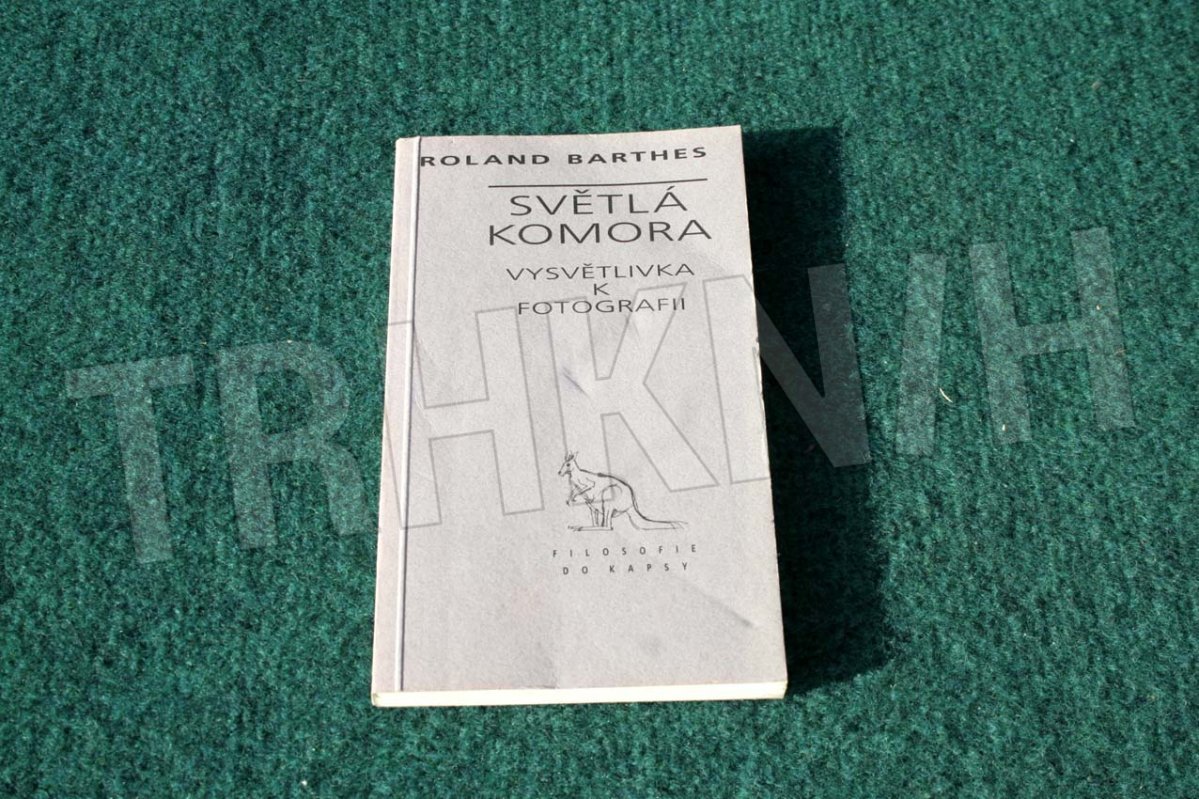 ROLAND BARTHES
SVĚTLÁ
KOMORA
VYSVĚTLIVKA
K
FOTOGRAFII
FILOSOFIE
DO KAPSY
TRHKNIH